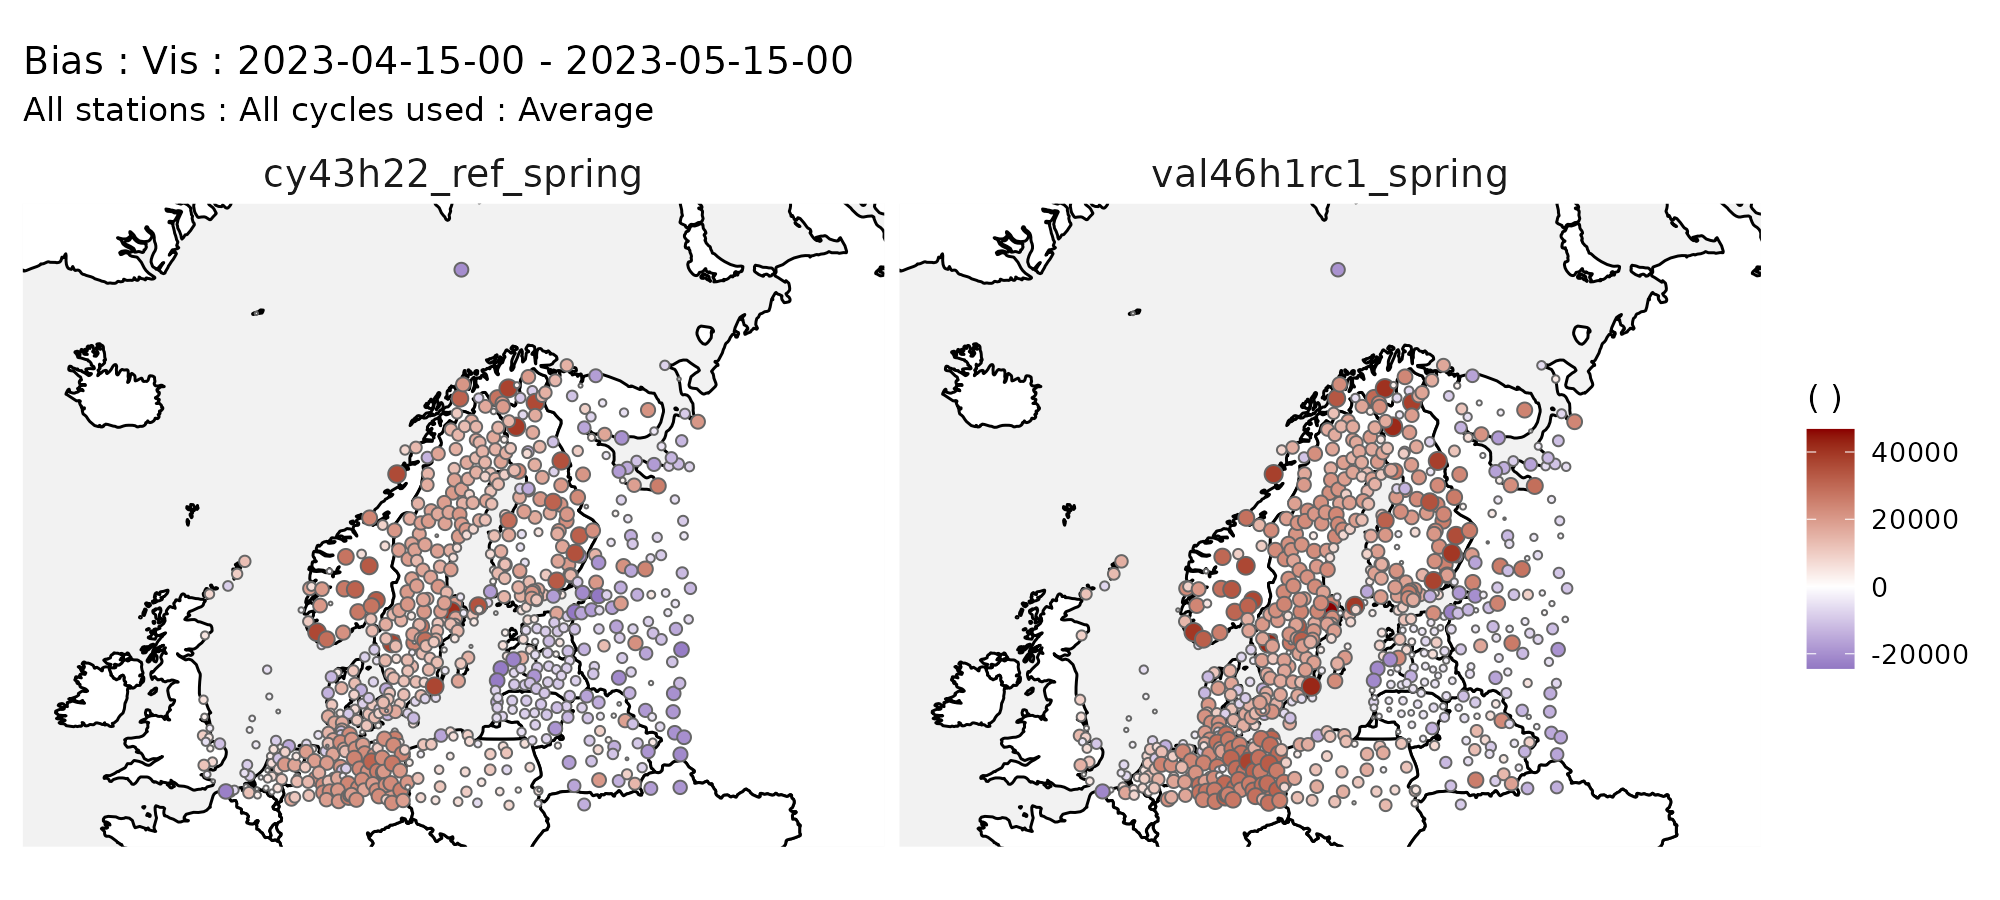 Bias : Vis : 2023-04-15-00 - 2023-05-15-00
All stations : All cycles used : Average
cy43h22_ref_spring
val46h1rc1_spring
( )
40000
20000
0
-20000